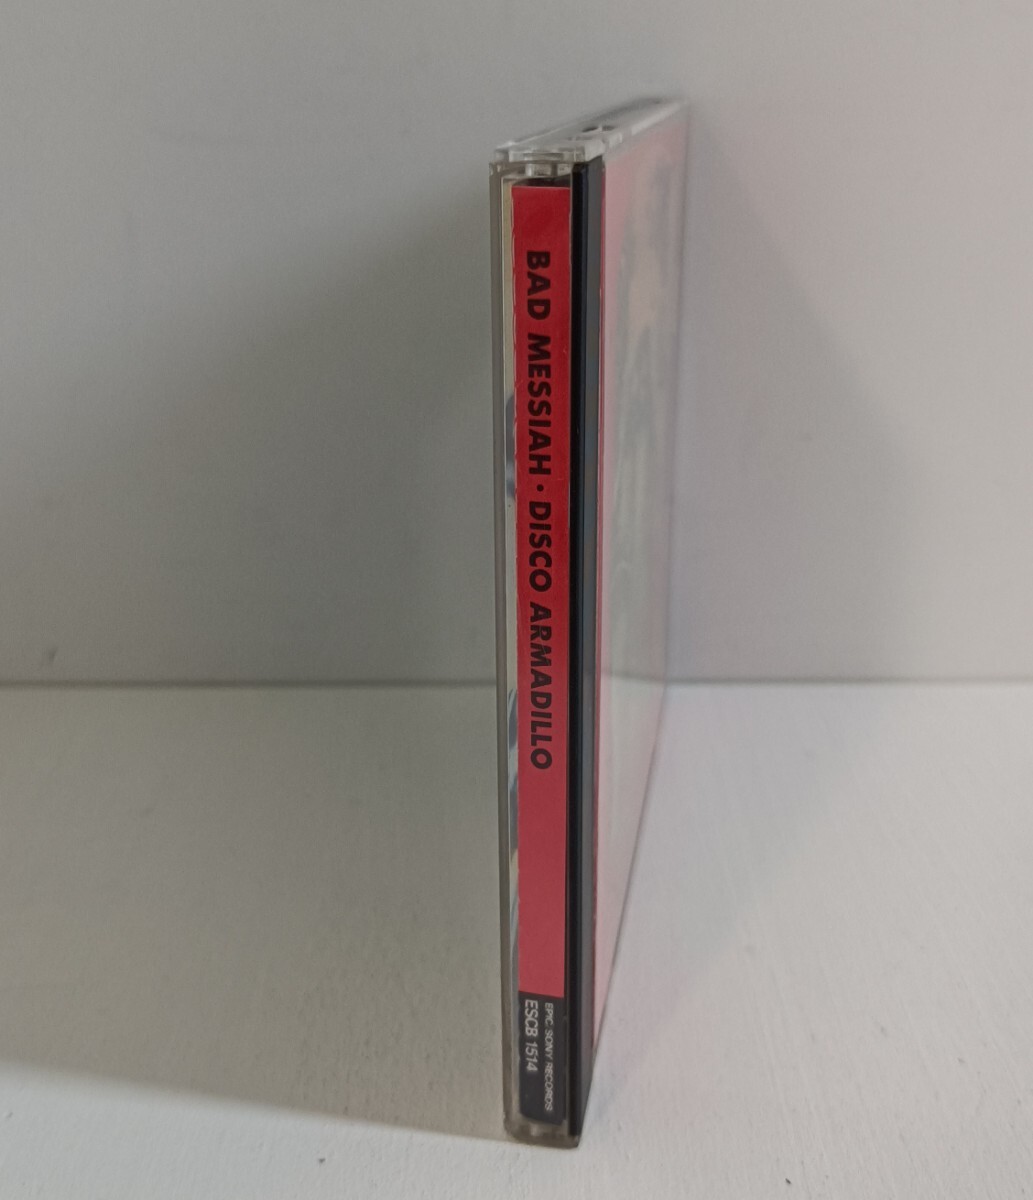 BAD MESSIAH · DISCO ARMADILLO
EPIC/SONY RECORDS
ESCB 1514